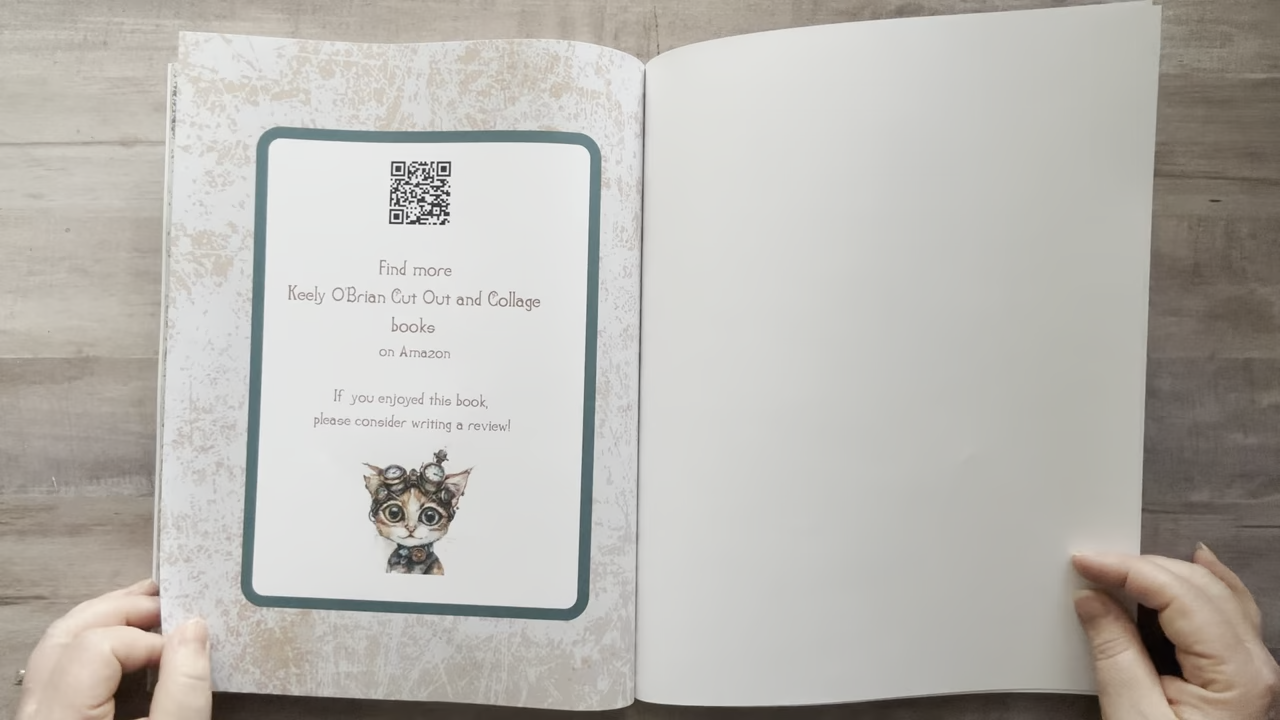 Find more
Keely O'Brian Cut Out and Collage
books
on Amazon
If you enjoyed this book,
please consider writing a review!